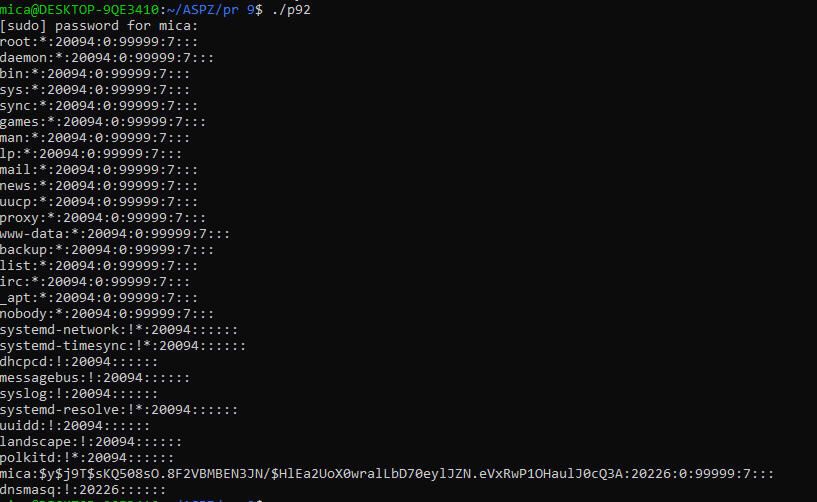 mica@DESKTOP-9QE3410:~/ASPZ/pr 9$ ./p92
[sudo] password for mica:
root:*:20094:0:99999:7:::
daemon:*:20094:0:99999:7:::
bin:*:20094:0:99999:7:::
sys:*:20094:0:99999:7:::
sync:*:20094:0:99999:7:::
games:*:20094:0:99999:7:::
man:*:20094:0:99999:7:::
lp:*:20094:0:99999:7:::
mail:*:20094:0:99999:7:::
news:*:20094:0:99999:7:::
uucp:*:20094:0:99999:7:::
proxy:*:20094:0:99999:7:::
www-data:*:20094:0:99999:7:::
backup:*:20094:0:99999:7:::
list:*:20094:0:99999:7:::
irc:*:20094:0:99999:7:::
_apt:*:20094:0:99999:7:::
nobody:*:20094:0:99999:7:::
systemd-network:!*:20094::::::
systemd-timesync:!*:20094::::::
dhcpcd:!:20094::::::
messagebus:!:20094::::::
syslog:!:20094::::::
systemd-resolve:!*:20094::::::
uuidd:!:20094::::::
landscape:!:20094::::::
polkitd:!*:20094::::::
mica:$y$j9T$sKQ508sO.8F2VBMBEN3JN/$HlEa2UoX0wralLbD70eylJZN.eVxRwP1OHaulJ0cQ3A:20226:0:99999:7:::
dnsmasq:!:20226::::::